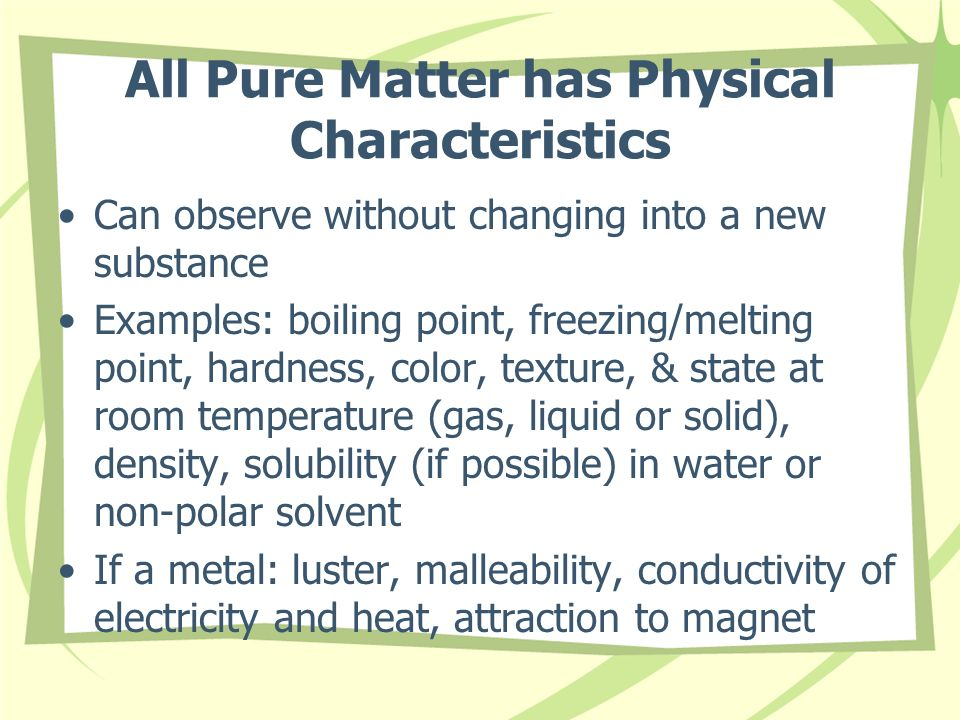 All Pure Matter has Physical
Characteristics
• Can observe without changing into a new
substance
• Examples: boiling point, freezing/melting
point, hardness, color, texture, & state at
room temperature (gas, liquid or solid),
density, solubility (if possible) in water or
non-polar solvent
• If a metal: luster, malleability, conductivity of
electricity and heat, attraction to magnet